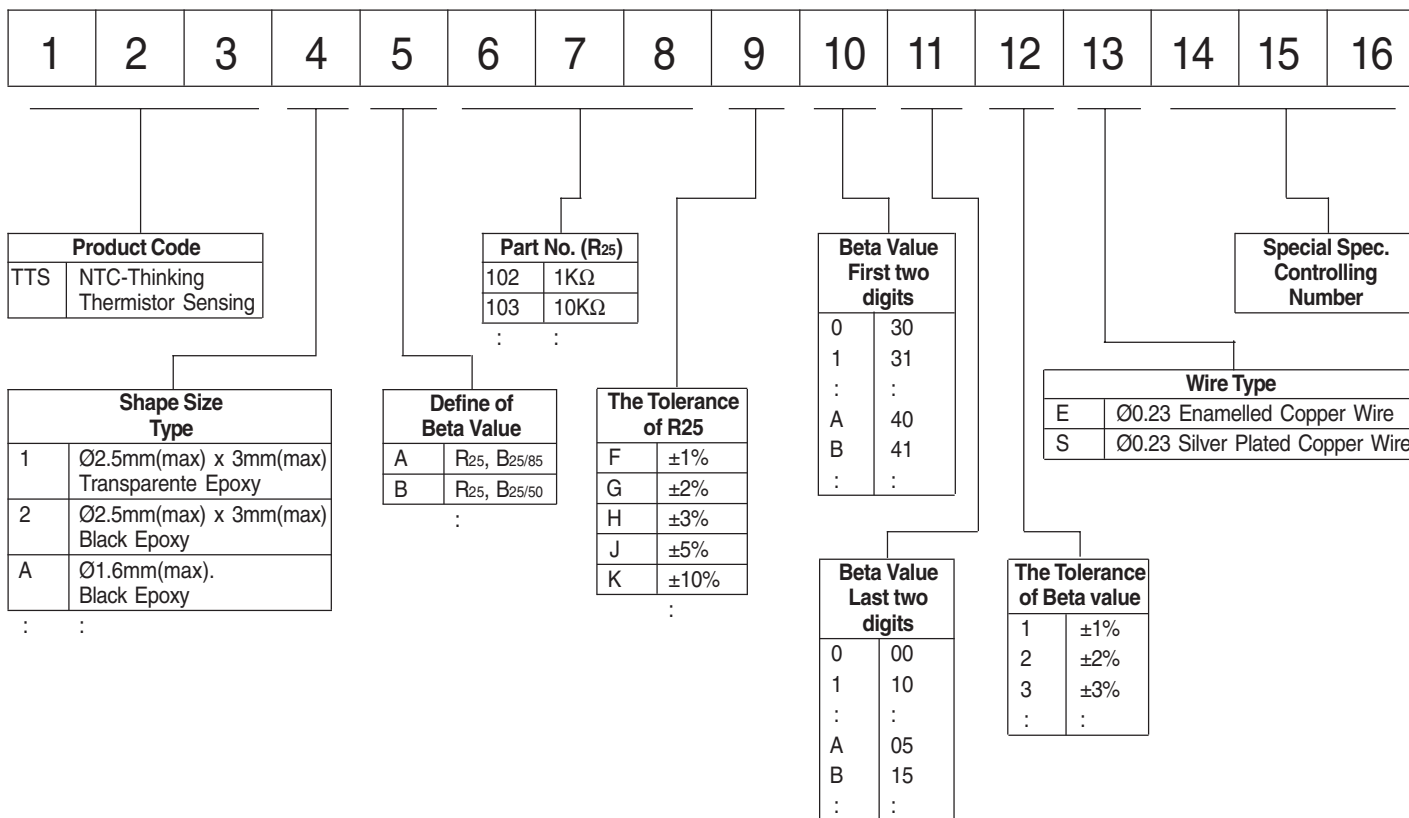 1 2 3 4 5 6 7 8 9 10 11 12 13 14 15 16
Product Code
TTS NTC-Thinking
Thermistor Sensing
Part No. (R25)
102 1KΩ
103 10KΩ
: :
Beta Value
First two
digits
0 30
1 31
: :
A 40
B 41
: :
Special Spec.
Controlling
Number
Wire Type
E Ø0.23 Enamelled Copper Wire
S Ø0.23 Silver Plated Copper Wire
Shape Size
Type
1 Ø2.5mm(max) x 3mm(max)
Transparente Epoxy
2 Ø2.5mm(max) x 3mm(max)
Black Epoxy
A Ø1.6mm(max).
Black Epoxy
: :
Define of
Beta Value
A R25, B25/85
B R25, B25/50
:
The Tolerance
of R25
F ±1%
G ±2%
H ±3%
J ±5%
K ±10%
:
Beta Value
Last two
digits
0 00
1 10
: :
A 05
B 15
: :
The Tolerance
of Beta value
1 ±1%
2 ±2%
3 ±3%
: :